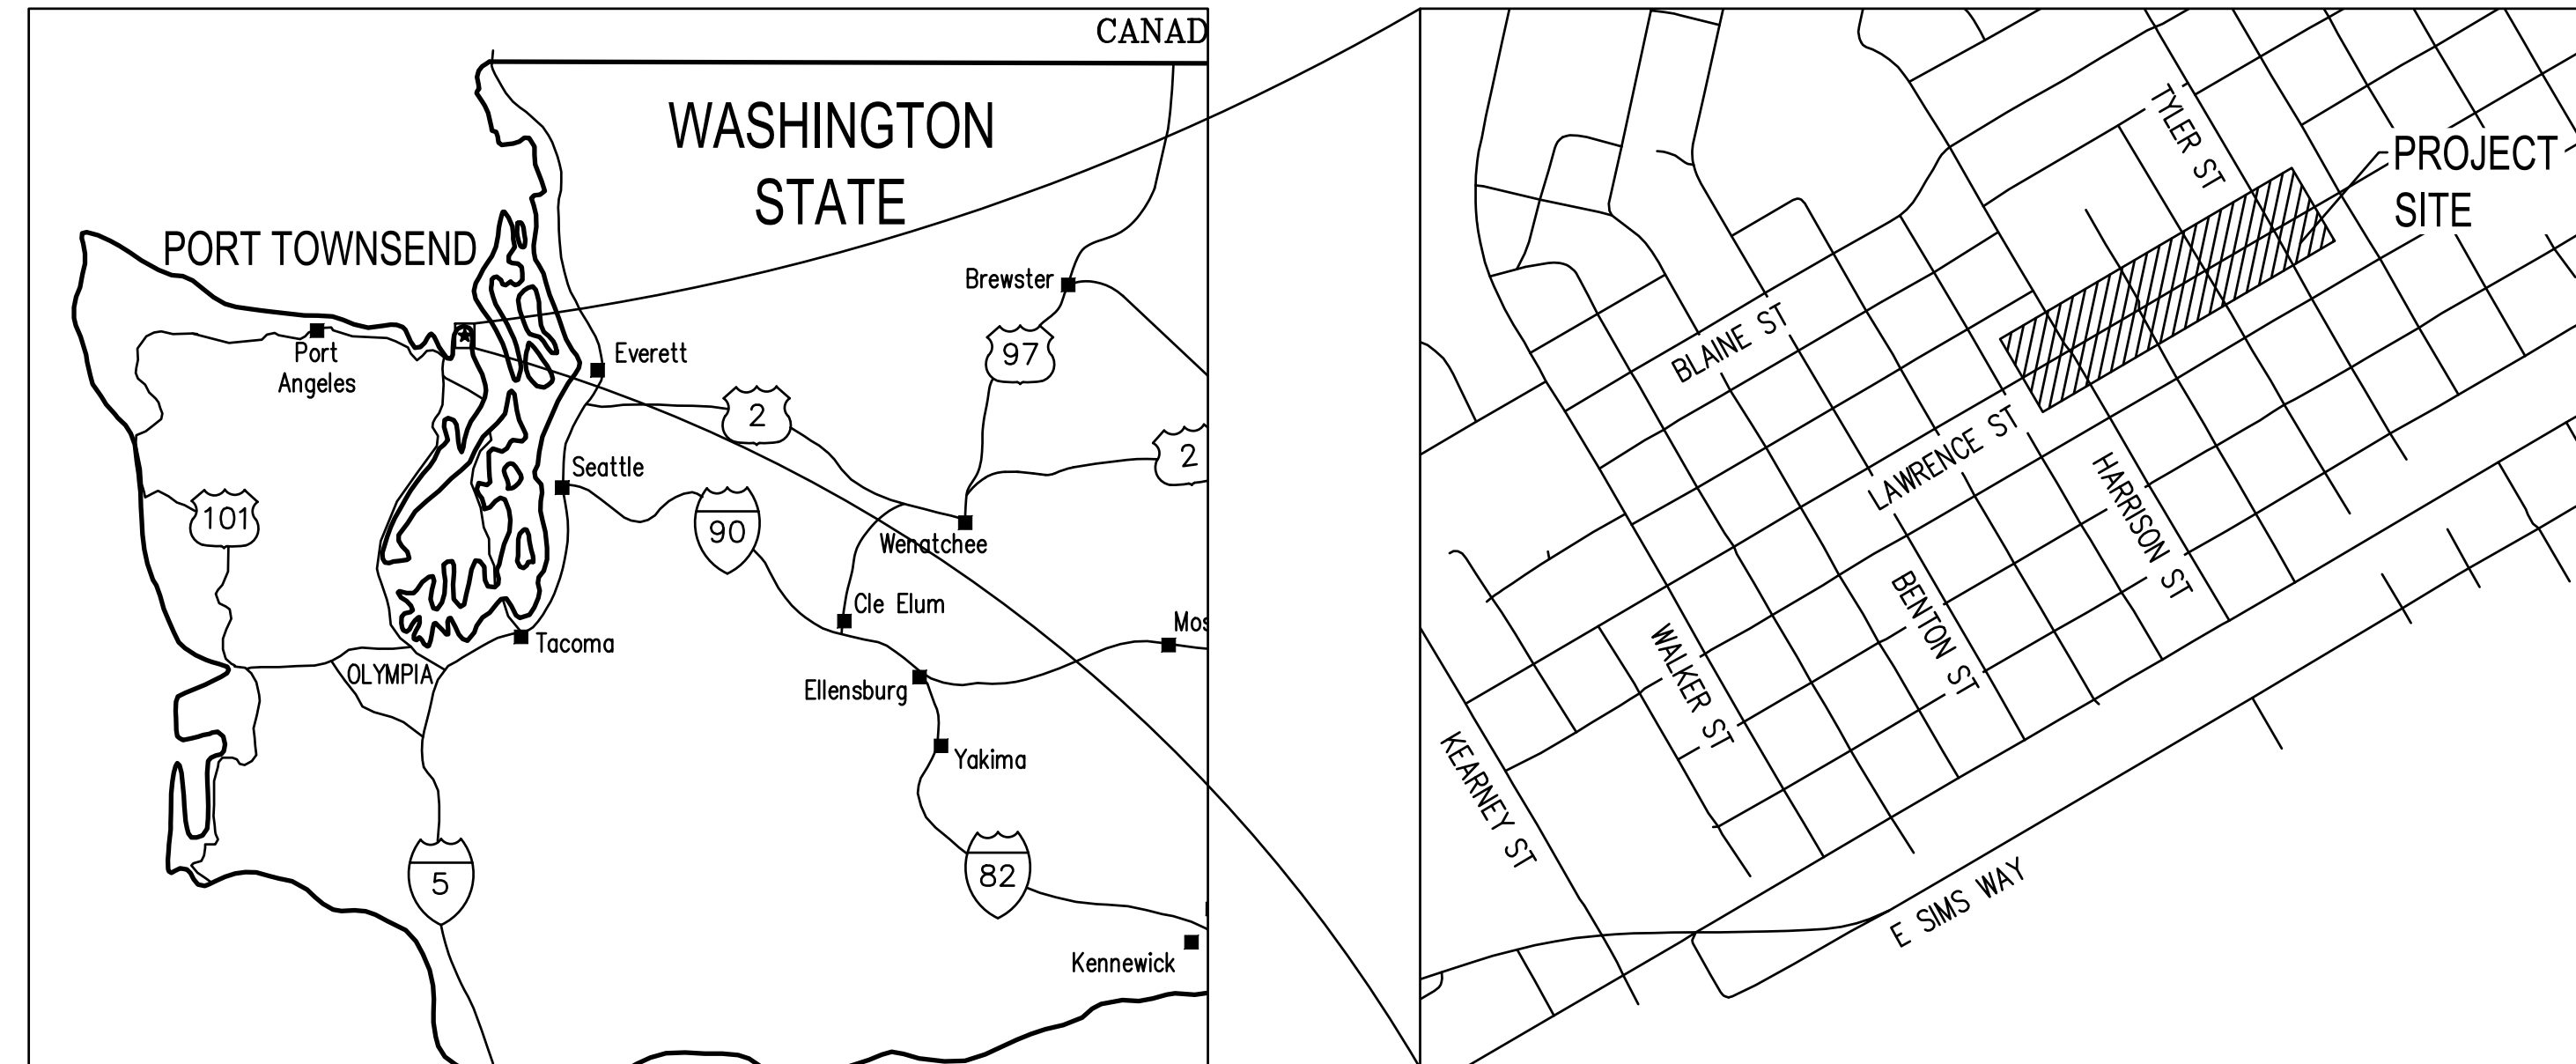 CANAD
WASHINGTON
STATE
PORT TOWNSEND
Brewster
97
Port
Angeles
Everett
2
2
Seattle
101
90
Wenatchee
Cle Elum
Tacoma
OLYMPIA
Mos
Ellensburg
Yakima
5
82
Kennewick
TYLER ST
PROJECT
SITE
BLAINE ST
LAWRENCE ST
HARRISON ST
BENTON ST
WALKER ST
KEARNEY ST
E SIMS WAY